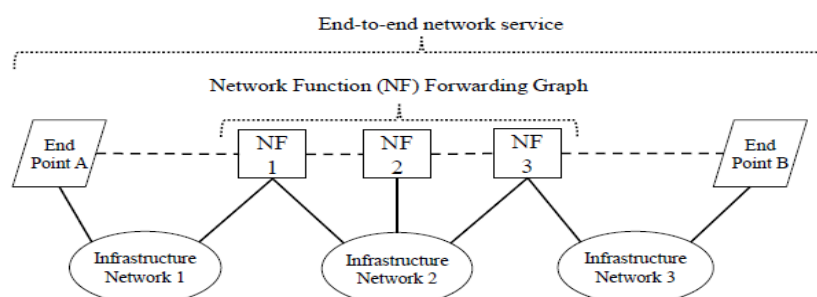 End-to-end network service
Network Function (NF) Forwarding Graph
End
Point A
NF
1
NF
2
NF
3
End
Point B
Infrastructure
Network 1
Infrastructure
Network 2
Infrastructure
Network 3